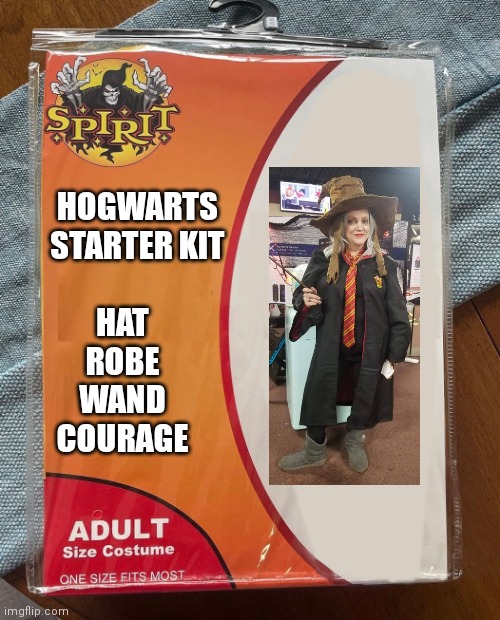 SPIRIT
HOGWARTS
STARTER KIT
HAT
ROBE
WAND
COURAGE
ADULT
Size Costume
ONE SIZE FITS MOST
imgflip.com